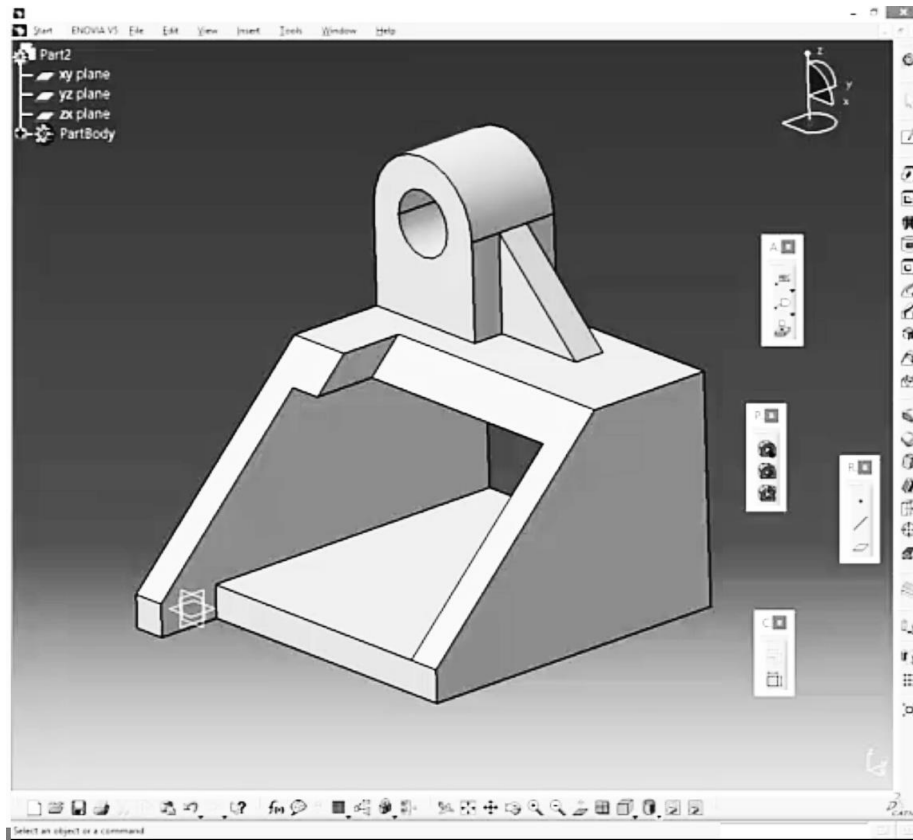 Start ENOVIA V5 File Edit View Insert Tools Window Help
Part2
xy plane
yz plane
zx plane
PartBody
z
y
x
A
P
R
C
Select an object or a command